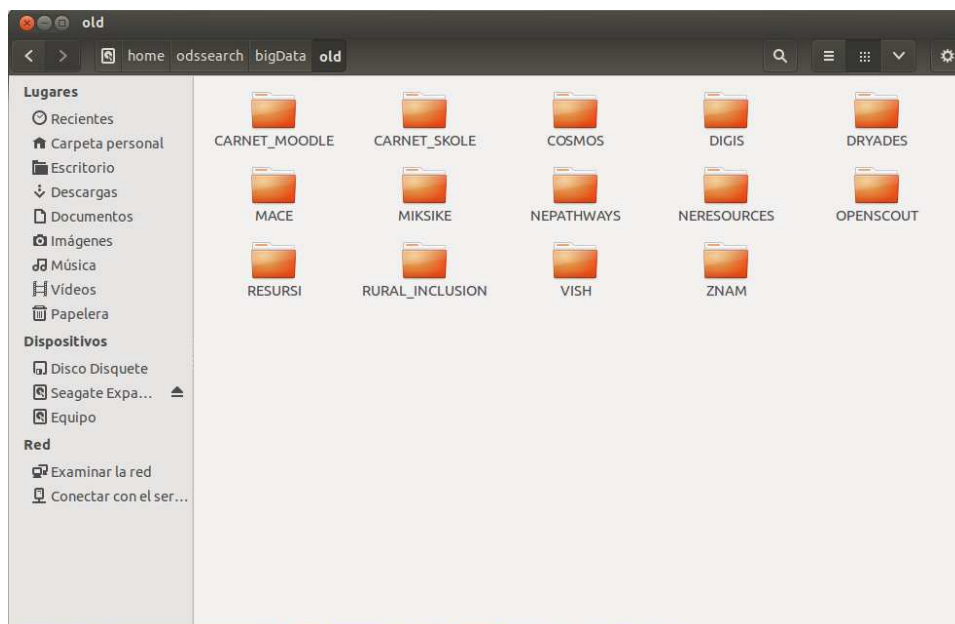 old
home odssearch bigData old
Lugares
Recientes
Carpeta personal
Escritorio
Descargas
Documentos
Imágenes
Música
Vídeos
Papelera
Dispositivos
Disco Disquete
Seagate Expa...
Equipo
Red
Examinar la red
Conectar con el ser...
CARNET_MOODLE CARNET_SKOLE COSMOS DIGIS DRYADES
MACE MIKSIKE NEPATHWAYS NERESOURCES OPENSCOUT
RESURSI RURAL_INCLUSION VISH ZNAM